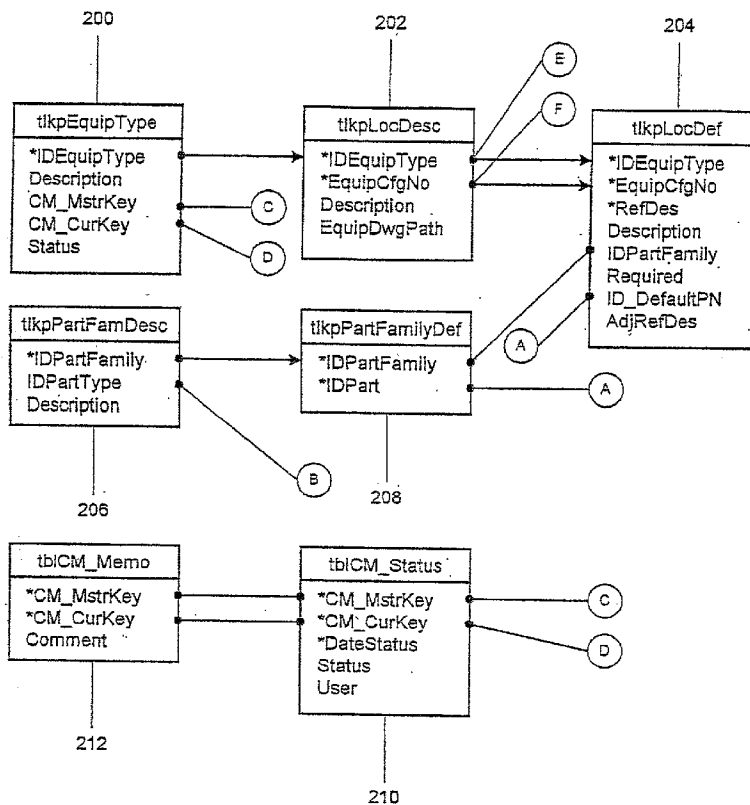 200
202
204
E
F
tlkpEquipType
*IDEquipType
Description
CM_MstrKey
CM_CurKey
Status
C
D
tlkpLocDesc
*IDEquipType
*EquipCfgNo
Description
EquipDwgPath
tlkpLocDef
*IDEquipType
*EquipCfgNo
*RefDes
Description
IDPartFamily
Required
ID_DefaultPN
AdjRefDes
tlkpPartFamDesc
*IDPartFamily
IDPartType
Description
tlkpPartFamilyDef
*IDPartFamily
*IDPart
A
A
B
206
208
tblCM_Memo
*CM_MstrKey
*CM_CurKey
Comment
tblCM_Status
*CM_MstrKey
*CM_CurKey
*DateStatus
Status
User
C
D
212
210